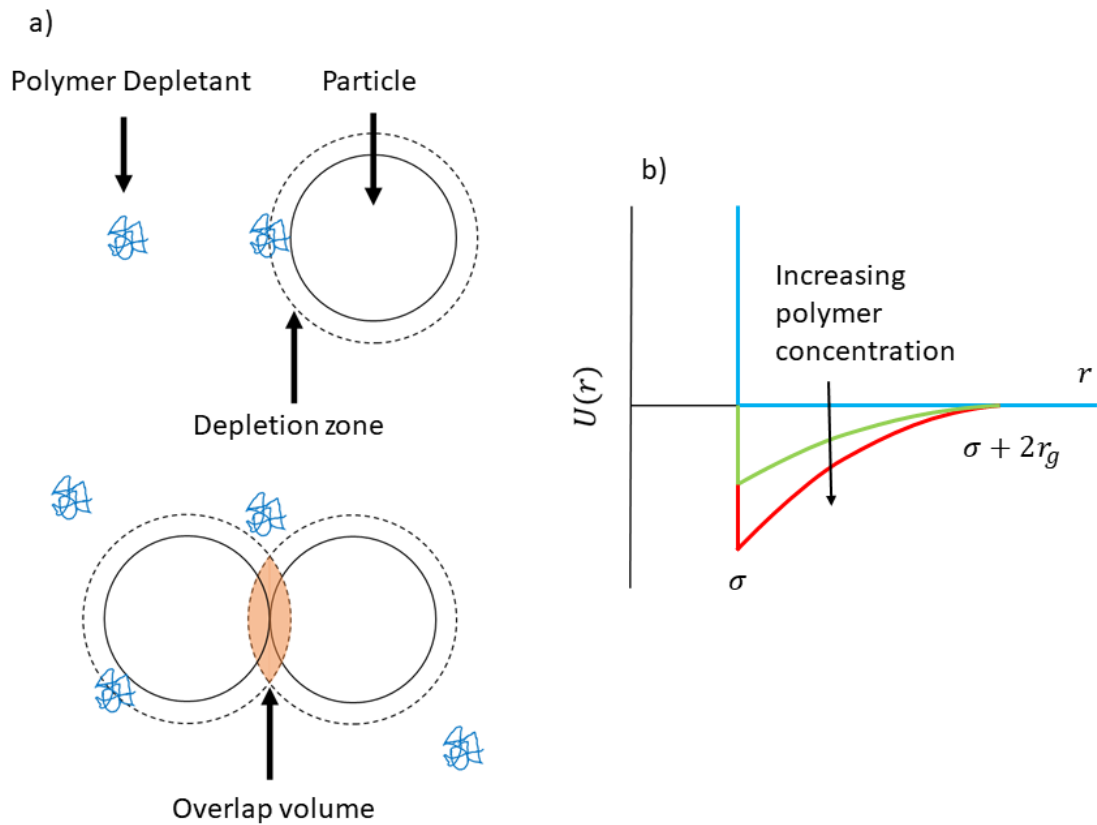 a)
Polymer Depletant
Particle
Depletion zone
Overlap volume
b)
Increasing
polymer
concentration
U(r)
r
σ + 2r_g
σ